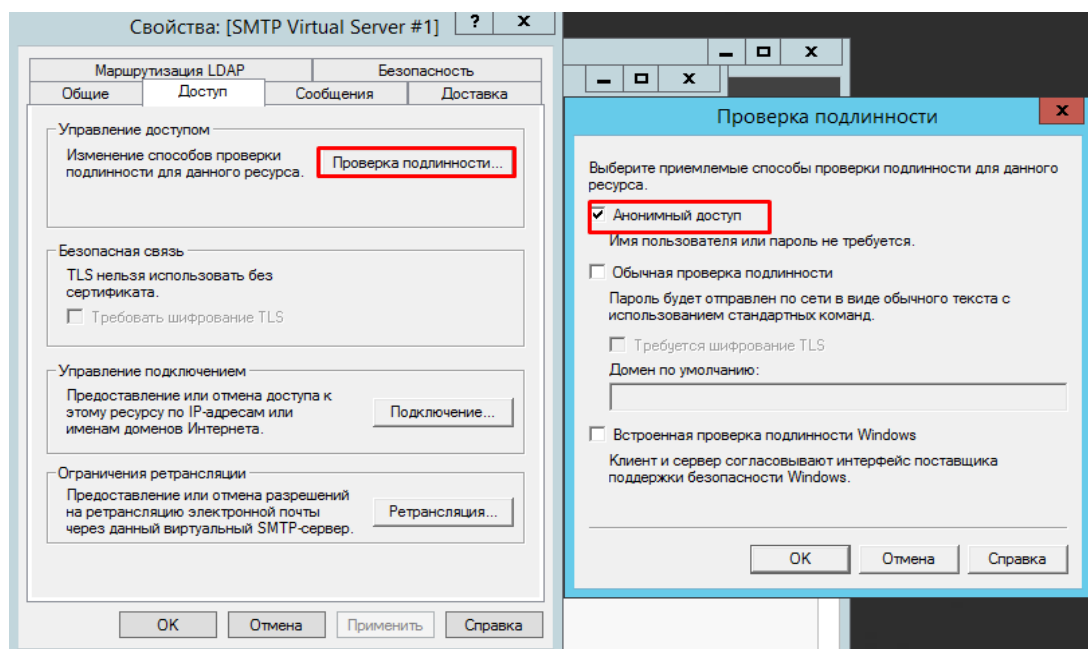 Свойства: [SMTP Virtual Server #1]
? x
Маршрутизация LDAP
Безопасность
Общие
Доступ
Сообщения
Доставка
Управление доступом
Изменение способов проверки
подлинности для данного ресурса.
Проверка подлинности...
Безопасная связь
TLS нельзя использовать без
сертификата.
Требовать шифрование TLS
Управление подключением
Предоставление или отмена доступа к
этому ресурсу по IP-адресам или
именам доменов Интернета.
Подключение...
Ограничения ретрансляции
Предоставление или отмена разрешений
на ретрансляцию электронной почты
через данный виртуальный SMTP-сервер.
Ретрансляция...
OK
Отмена
Применить
Справка
Проверка подлинности
x
Выберите приемлемые способы проверки подлинности для данного
ресурса.
Анонимный доступ
Имя пользователя или пароль не требуется.
Обычная проверка подлинности
Пароль будет отправлен по сети в виде обычного текста с
использованием стандартных команд.
Требуется шифрование TLS
Домен по умолчанию:
Встроенная проверка подлинности Windows
Клиент и сервер согласовывают интерфейс поставщика
поддержки безопасности Windows.
OK
Отмена
Справка